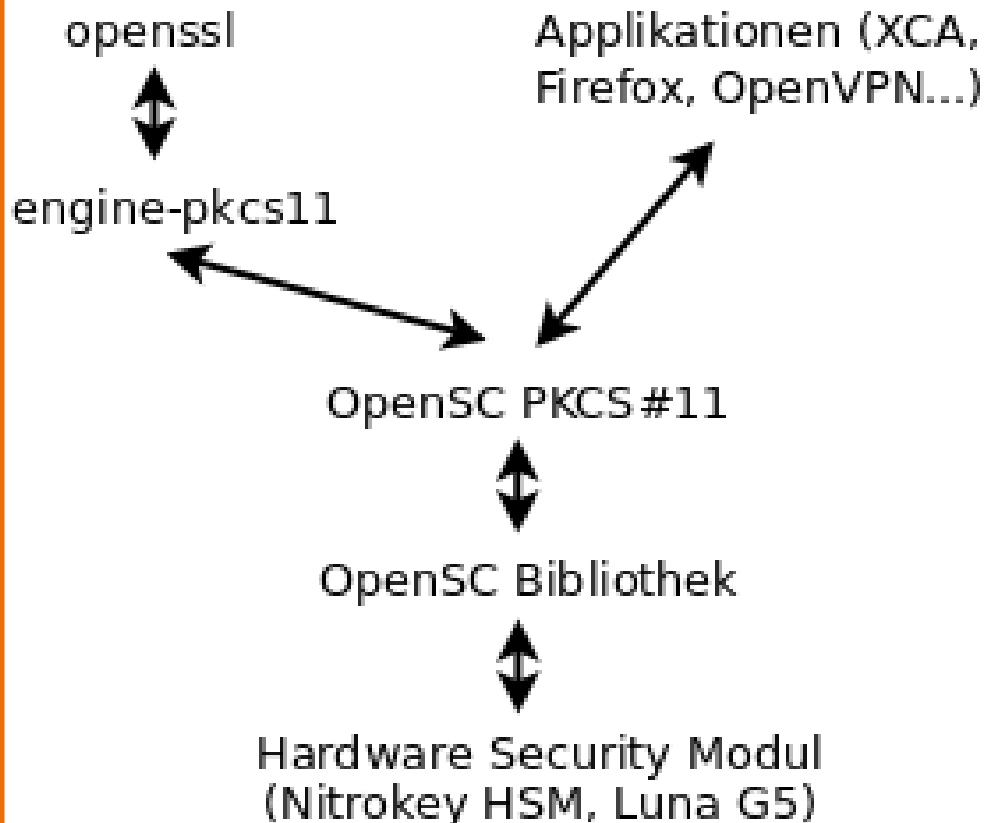 openssl
Applikationen (XCA,
Firefox, OpenVPN...)
engine-pkcs11
OpenSC PKCS#11
OpenSC Bibliothek
Hardware Security Modul
(Nitrokey HSM, Luna G5)